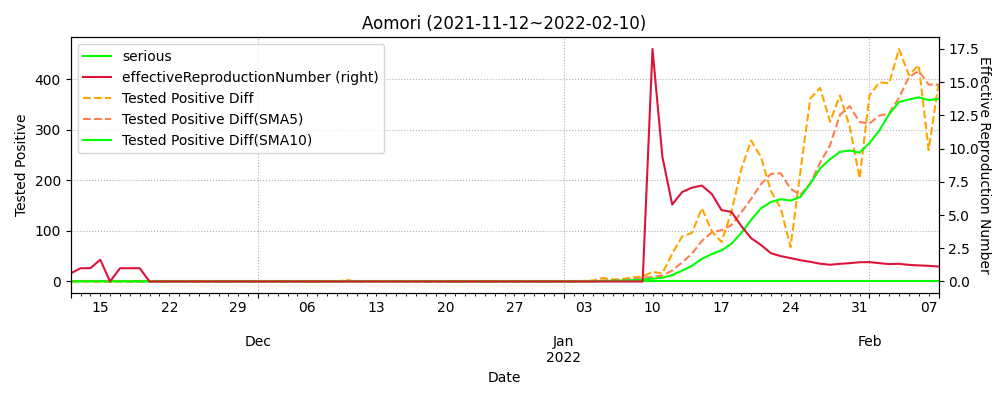 Aomori (2021-11-12~2022-02-10)
serious
effectiveReproductionNumber (right)
Tested Positive Diff
Tested Positive Diff(SMA5)
Tested Positive Diff(SMA10)
Tested Positive
400
300
200
100
0
17.5
15.0
12.5
10.0
7.5
5.0
2.5
0.0
Effective Reproduction Number
15 22 29 06 13 20 27 03 10 17 24 31 07
Dec Jan Feb
2022
Date